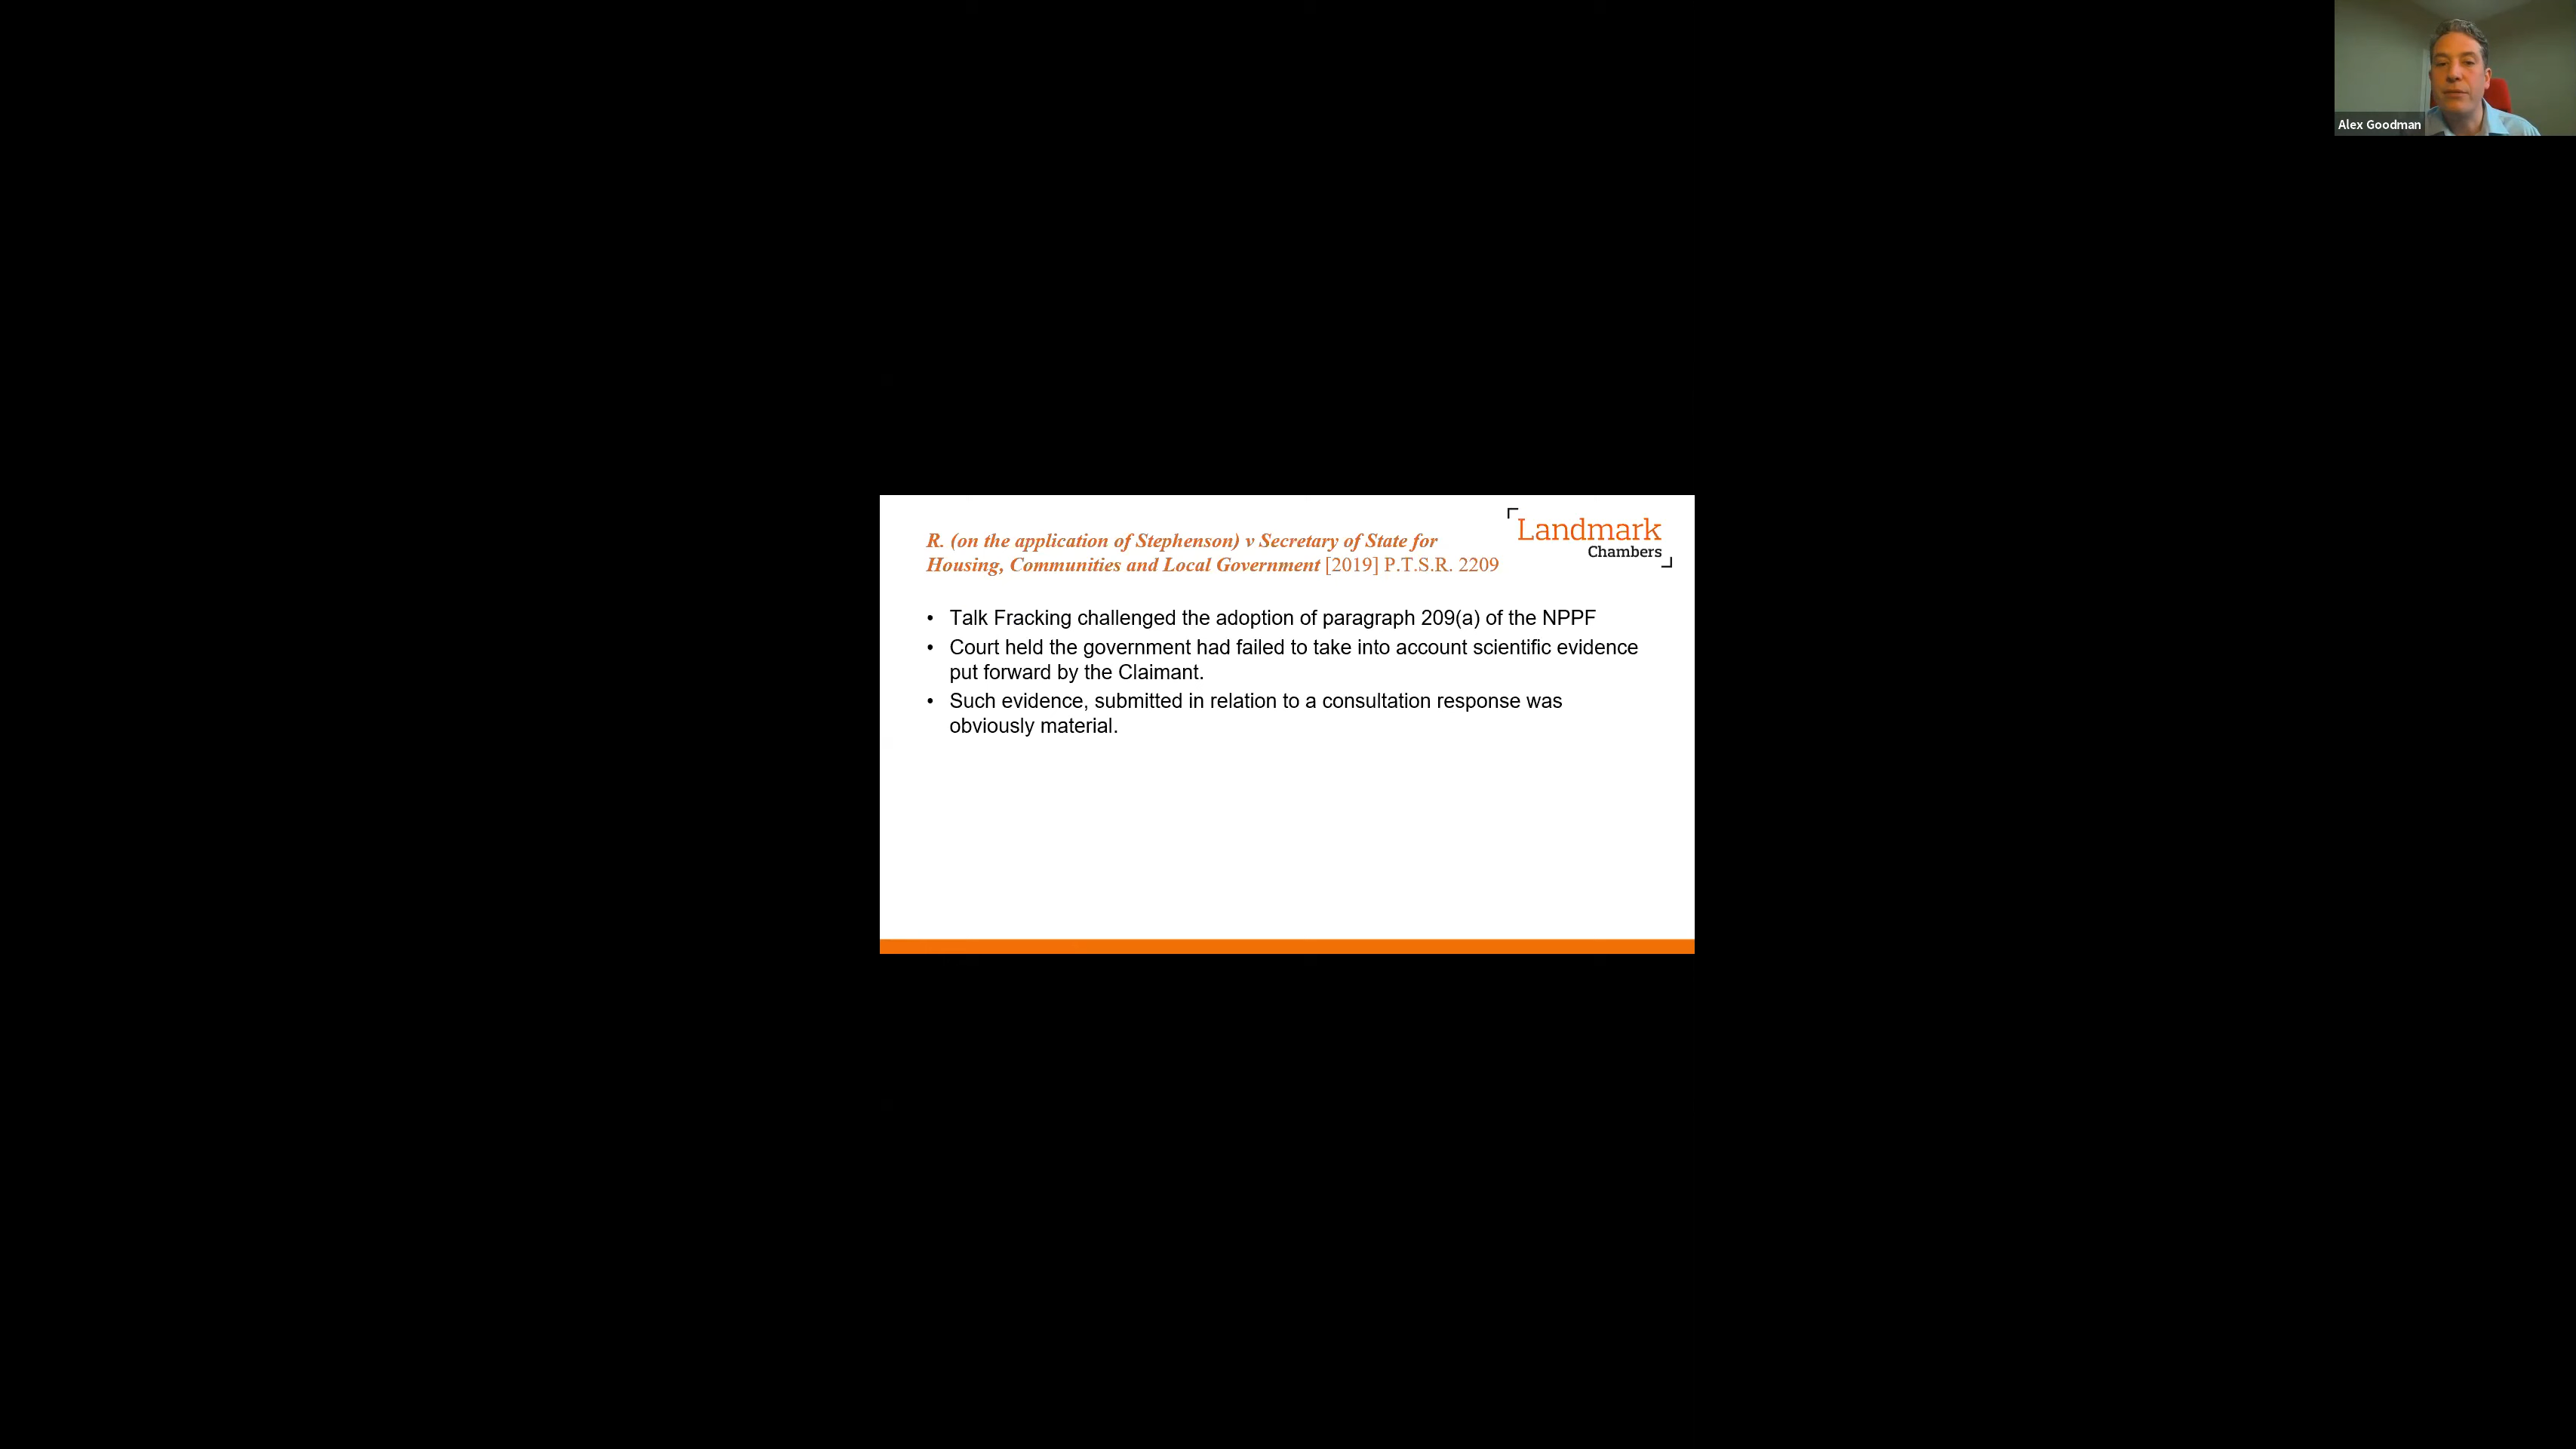 Alex Goodman
R. (on the application of Stephenson) v Secretary of State for
Housing, Communities and Local Government [2019] P.T.S.R. 2209
Landmark
Chambers
• Talk Fracking challenged the adoption of paragraph 209(a) of the NPPF
• Court held the government had failed to take into account scientific evidence
put forward by the Claimant.
• Such evidence, submitted in relation to a consultation response was
obviously material.